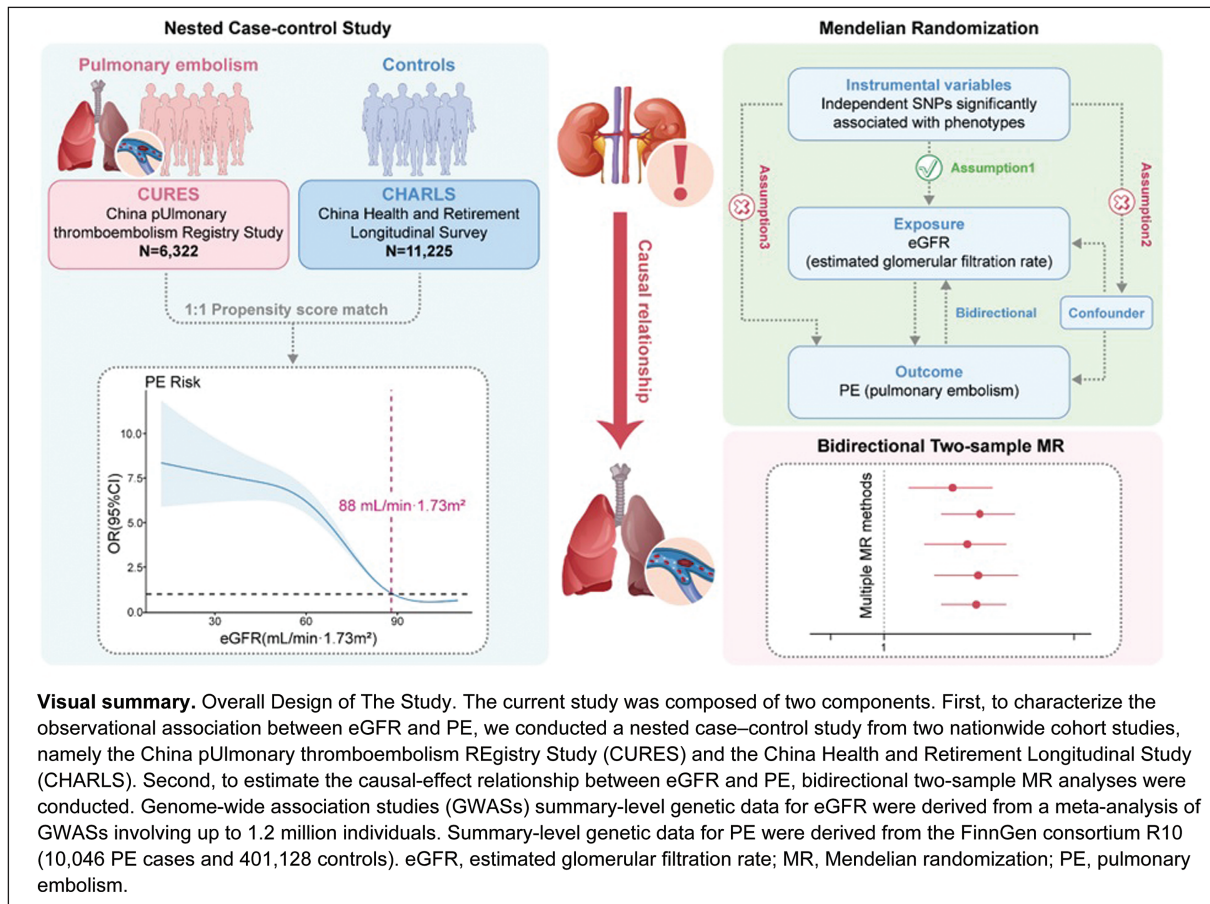 Nested Case-control Study
Pulmonary embolism
Controls
CURES
China pUlmonary
thromboembolism Registry Study
N=6,322
CHARLS
China Health and Retirement
Longitudinal Survey
N=11,225
1:1 Propensity score match
PE Risk
OR(95%CI)
10.0
7.5
5.0
2.5
0.0
88 mL/min·1.73m²
30
60
90
eGFR(mL/min·1.73m²)
Causal relationship
Mendelian Randomization
Instrumental variables
Independent SNPs significantly
associated with phenotypes
Assumption1
Assumption3
Assumption2
Exposure
eGFR
(estimated glomerular filtration rate)
Bidirectional
Confounder
Outcome
PE (pulmonary embolism)
Bidirectional Two-sample MR
Multiple MR methods
1
Visual summary. Overall Design of The Study. The current study was composed of two components. First, to characterize the
observational association between eGFR and PE, we conducted a nested case–control study from two nationwide cohort studies,
namely the China pUlmonary thromboembolism REgistry Study (CURES) and the China Health and Retirement Longitudinal Study
(CHARLS). Second, to estimate the causal-effect relationship between eGFR and PE, bidirectional two-sample MR analyses were
conducted. Genome-wide association studies (GWASs) summary-level genetic data for eGFR were derived from a meta-analysis of
GWASs involving up to 1.2 million individuals. Summary-level genetic data for PE were derived from the FinnGen consortium R10
(10,046 PE cases and 401,128 controls). eGFR, estimated glomerular filtration rate; MR, Mendelian randomization; PE, pulmonary
embolism.